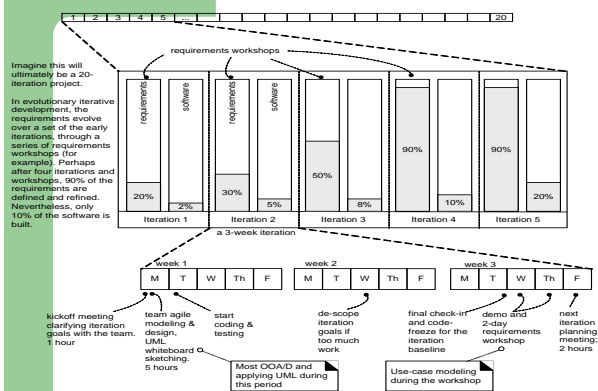 1 2 3 4 5 ... 20
requirements workshops
Imagine this will
ultimately be a 20-
iteration project.
In evolutionary iterative
development, the
requirements evolve
over a set of the early
iterations, through a
series of requirements
workshops (for
example). Perhaps
after four iterations and
workshops, 90% of the
requirements are
defined and refined.
Nevertheless, only
10% of the software is
built.
requirements
software
requirements
software
20%
2%
30%
5%
50%
8%
90%
10%
90%
20%
Iteration 1 Iteration 2 Iteration 3 Iteration 4 Iteration 5
a 3-week iteration
week 1 week 2 week 3
M T W Th F M T W Th F M T W Th F
kickoff meeting
clarifying iteration
goals with the team.
1 hour
team agile
modeling &
design,
UML
whiteboard
sketching.
5 hours
start
coding &
testing
de-scope
iteration
goals if
too much
work
final check-in
and code-
freeze for the
iteration
baseline
demo and
2-day
requirements
workshop
next
iteration
planning
meeting;
2 hours
Most OOA/D and
applying UML during
this period
Use-case modeling
during the workshop